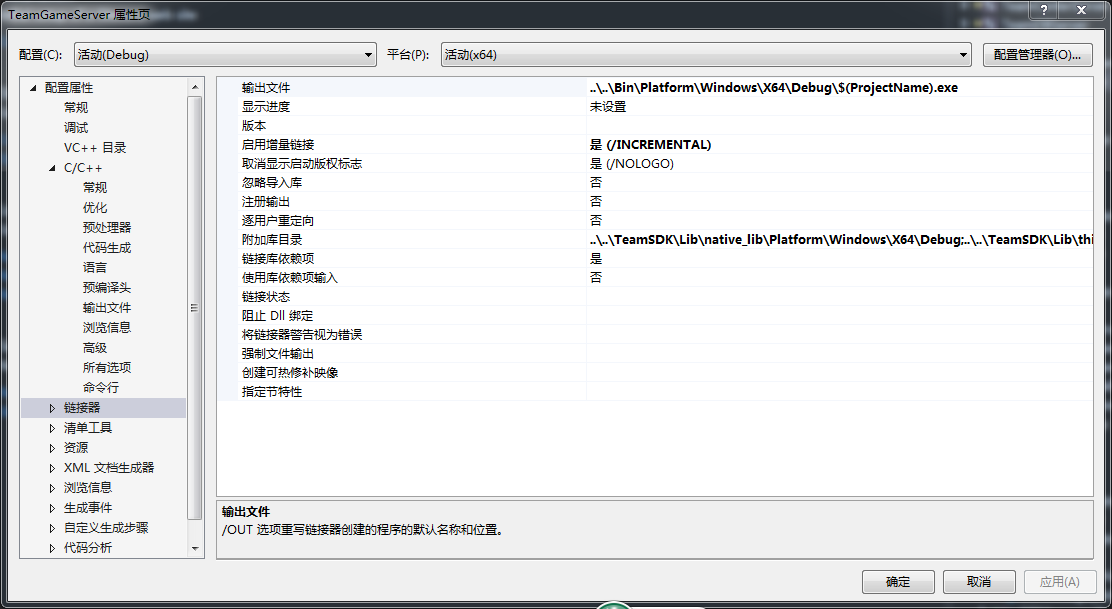 TeamGameServer 属性页
配置(C): 活动(Debug) 平台(P): 活动(x64) 配置管理器(O)...
配置属性
常规
调试
VC++ 目录
C/C++
常规
优化
预处理器
代码生成
语言
预编译头
输出文件
浏览信息
高级
所有选项
命令行
链接器
清单工具
资源
XML 文档生成器
浏览信息
生成事件
自定义生成步骤
代码分析
输出文件 ..\..\Bin\Platform\Windows\X64\Debug\$(ProjectName).exe
显示进度 未设置
版本
启用增量链接 是 (/INCREMENTAL)
取消显示启动版权标志 是 (/NOLOGO)
忽略导入库 否
注册输出 否
逐用户重定向 否
附加库目录 ..\..\TeamSDK\Lib\native_lib\Platform\Windows\X64\Debug;..\..\TeamSDK\Lib\thi
链接库依赖项 是
使用库依赖项输入 否
链接状态
阻止 Dll 绑定
将链接器警告视为错误
强制文件输出
创建可热修补映像
指定节特性
输出文件
/OUT 选项重写链接器创建的程序的默认名称和位置。
确定 取消 应用(A)